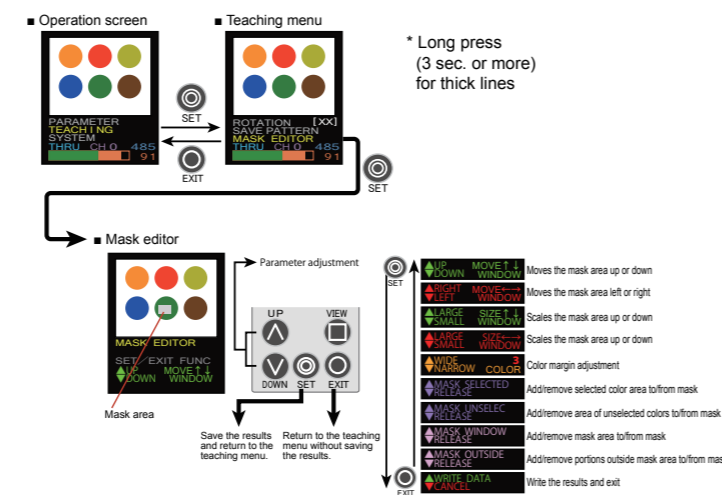 ■ Operation screen
■ Teaching menu
* Long press
(3 sec. or more)
for thick lines
PARAMETER
TEACHING
SYSTEM
THRU CH 0 485
91
SET
EXIT
ROTATION [XX]
SAVE PATTERN
MASK EDITOR
THRU CH 0 485
91
SET
■ Mask editor
MASK EDITOR
SET/EXIT FUNC
▲UP MOVE↑↓
▼DOWN WINDOW
Mask area
Parameter adjustment
UP
VIEW
DOWN
SET
EXIT
Save the results
and return to the
teaching menu.
Return to the teaching
menu without saving
the results.
SET
▲UP MOVE↑↓
▼DOWN WINDOW
Moves the mask area up or down
▲RIGHT MOVE←→
▼LEFT WINDOW
Moves the mask area left or right
▲LARGE SIZE↑↓
▼SMALL WINDOW
Scales the mask area up or down
▲LARGE SIZE←→
▼SMALL WINDOW
Scales the mask area up or down
▲WIDE 3
▼NARROW COLOR
Color margin adjustment
▲MASK SELECTED
▼RELEASE
Add/remove selected color area to/from mask
▲MASK UNSELEC
▼RELEASE
Add/remove area of unselected colors to/from mask
▲MASK WINDOW
▼RELEASE
Add/remove mask area to/from mask
▲MASK OUTSIDE
▼RELEASE
Add/remove portions outside mask area to/from mas
▲WRITE DATA
▼CANCEL
Write the results and exit
EXIT